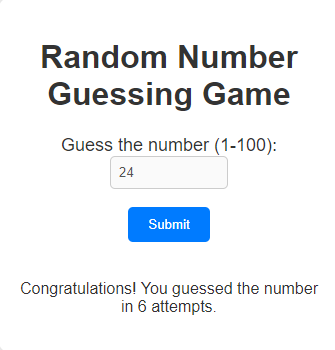 Random Number
Guessing Game
Guess the number (1-100):
24
Submit
Congratulations! You guessed the number
in 6 attempts.